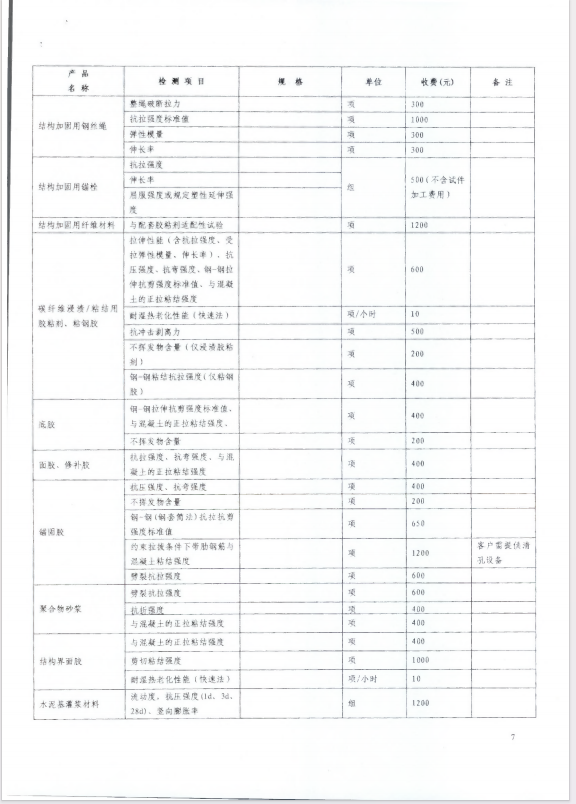 产品
名称
检测项目
规格
单位
收费(元)
备注
结构加固用钢丝绳
整绳破断拉力
项
300
抗拉强度标准值
项
1000
弹性模量
项
300
伸长率
项
300
结构加固用锚栓
抗拉强度
伸长率
屈服强度或规定塑性延伸强
度
组
500(不含试件
加工费用)
结构加固用纤维材料
与配套胶粘剂适配性试验
项
1200
碳纤维浸渍/粘结用
胶粘剂、粘钢胶
拉伸性能(含抗拉强度、受
拉弹性模量、伸长率)、抗
压强度、抗弯强度、钢-钢拉
伸抗剪强度标准值、与混凝
土的正拉粘结强度
项
600
耐湿热老化性能(快速法)
项/小时
10
抗冲击剥离力
项
500
不挥发物含量(仅浸渍胶粘
剂)
项
200
钢-钢粘结抗拉强度(仅粘钢
胶)
项
400
底胶
钢-钢拉伸抗剪强度标准值、
与混凝土的正拉粘结强度、
项
400
不挥发物含量
项
200
面胶、修补胶
抗拉强度、抗弯强度、与混
凝土的正拉粘结强度
项
400
锚固胶
抗压强度、抗弯强度
项
400
不挥发物含量
项
200
钢-钢(钢套筒法)抗拉抗剪
强度标准值
项
650
约束拉拔条件下带肋钢筋与
混凝土粘结强度
项
1200
客户需提供清
孔设备
劈裂抗拉强度
项
600
聚合物砂浆
劈裂抗拉强度
项
600
抗折强度
项
400
与混凝土的正拉粘结强度
项
400
结构界面胶
与混凝土的正拉粘结强度
项
400
剪切粘结强度
项
1000
耐湿热老化性能(快速法)
项/小时
10
水泥基灌浆材料
流动度、抗压强度(1d、3d、
28d)、竖向膨胀率
组
1200
7